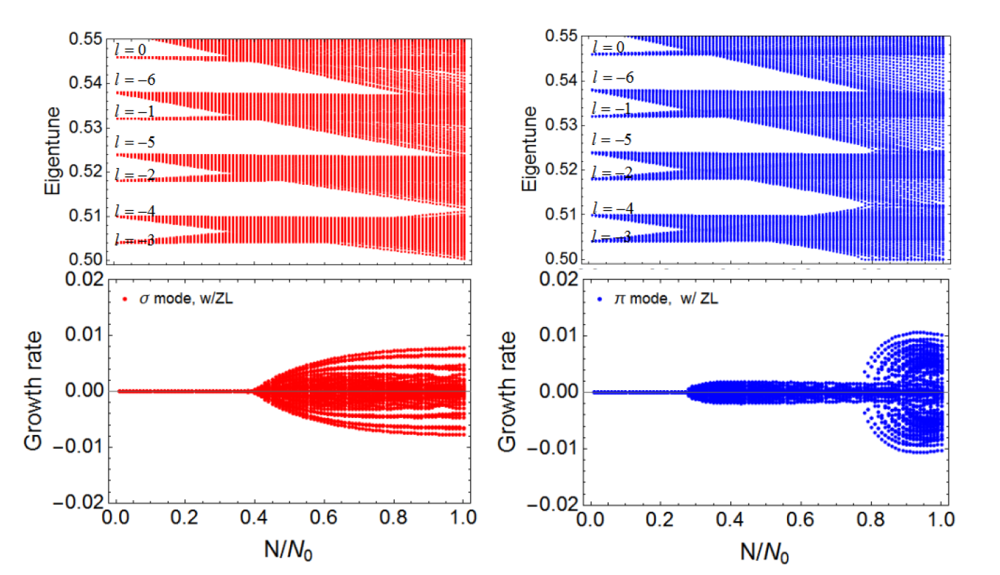 Eigentune
0.55
0.54
0.53
0.52
0.51
0.50
l = 0
l = −6
l = −1
l = −5
l = −2
l = −4
l = −3
Eigentune
0.55
0.54
0.53
0.52
0.51
0.50
l = 0
l = −6
l = −1
l = −5
l = −2
l = −4
l = −3
Growth rate
0.02
0.01
0.00
−0.01
−0.02
σ mode, w/ZL
0.0 0.2 0.4 0.6 0.8 1.0
N/N₀
Growth rate
0.02
0.01
0.00
−0.01
−0.02
π mode, w/ ZL
0.0 0.2 0.4 0.6 0.8 1.0
N/N₀